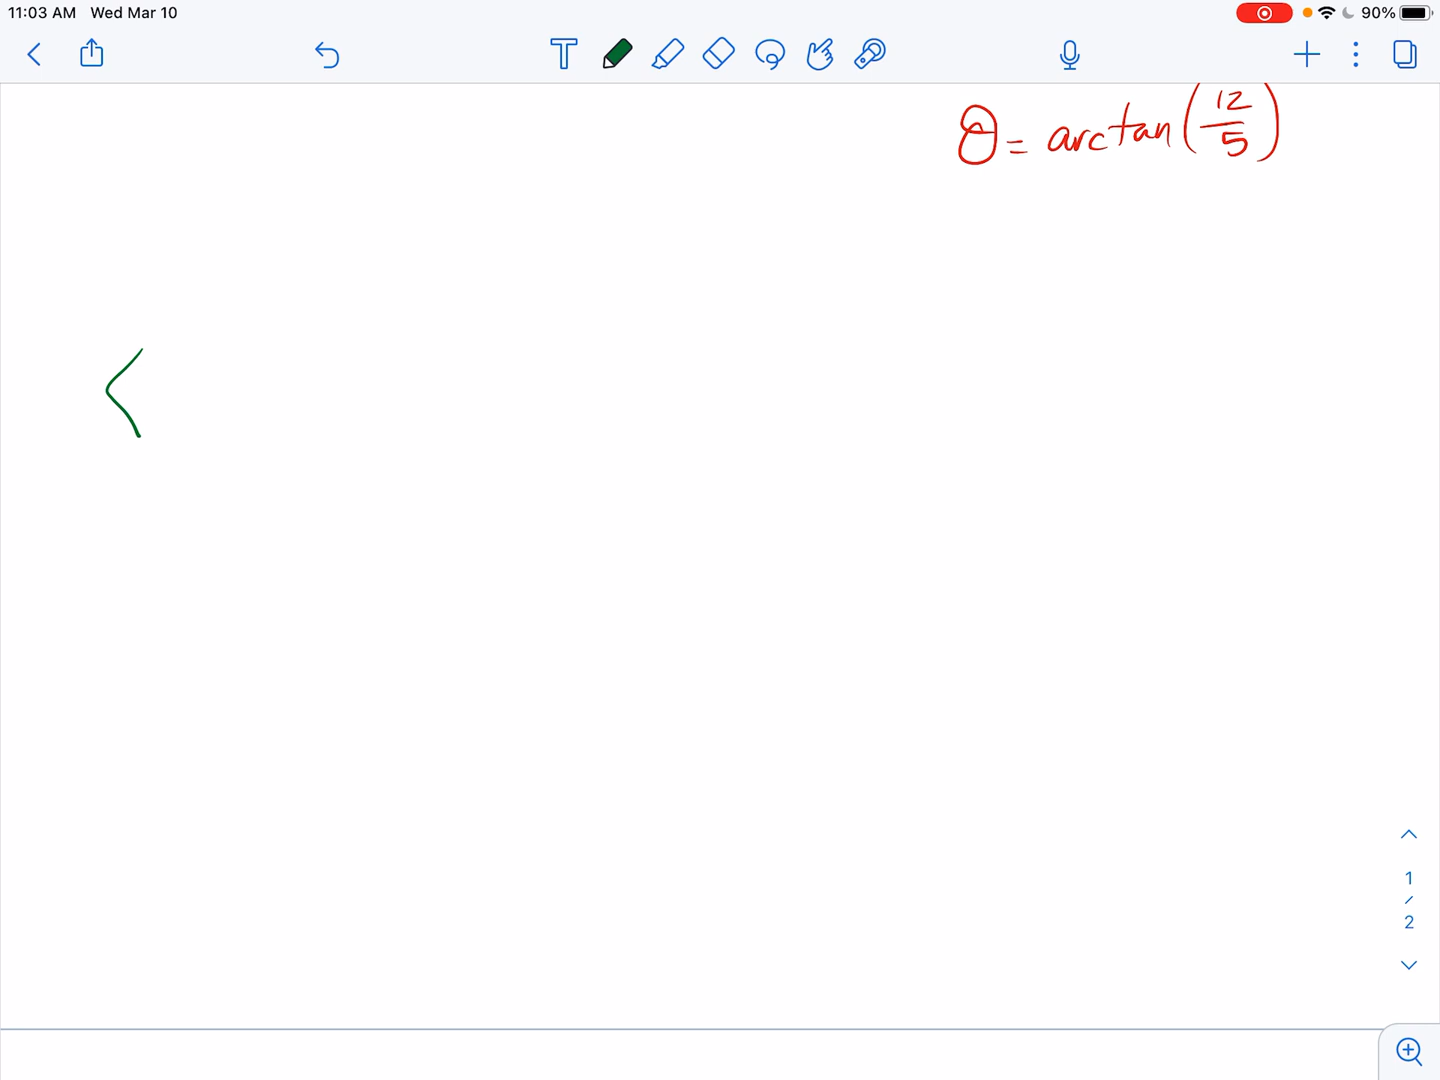 11:03 AM Wed Mar 10
90%
θ = arctan(12/5)
<
1
/
2